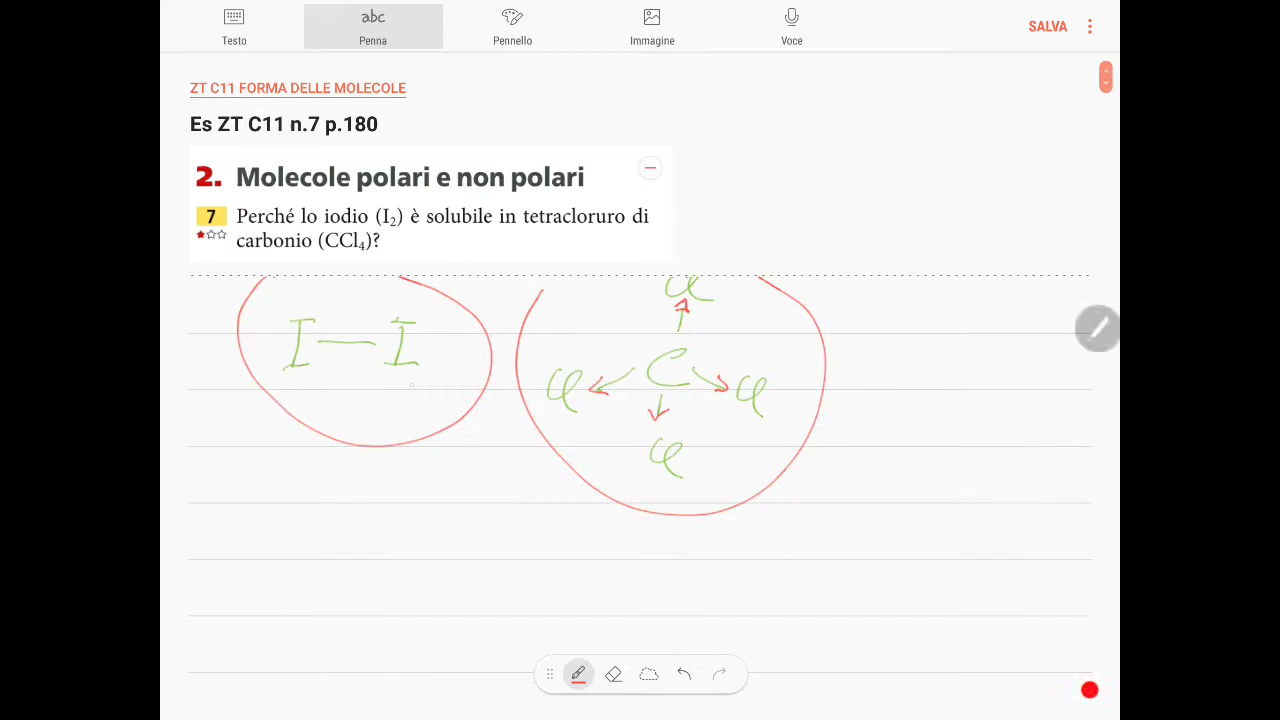 Testo
abc
Penna
Pennello
Immagine
Voce
SALVA
ZT C11 FORMA DELLE MOLECOLE
Es ZT C11 n.7 p.180
2. Molecole polari e non polari
7 Perché lo iodio (I₂) è solubile in tetracloruro di
carbonio (CCl₄)?
Cl
I — I
C
Cl Cl
Cl